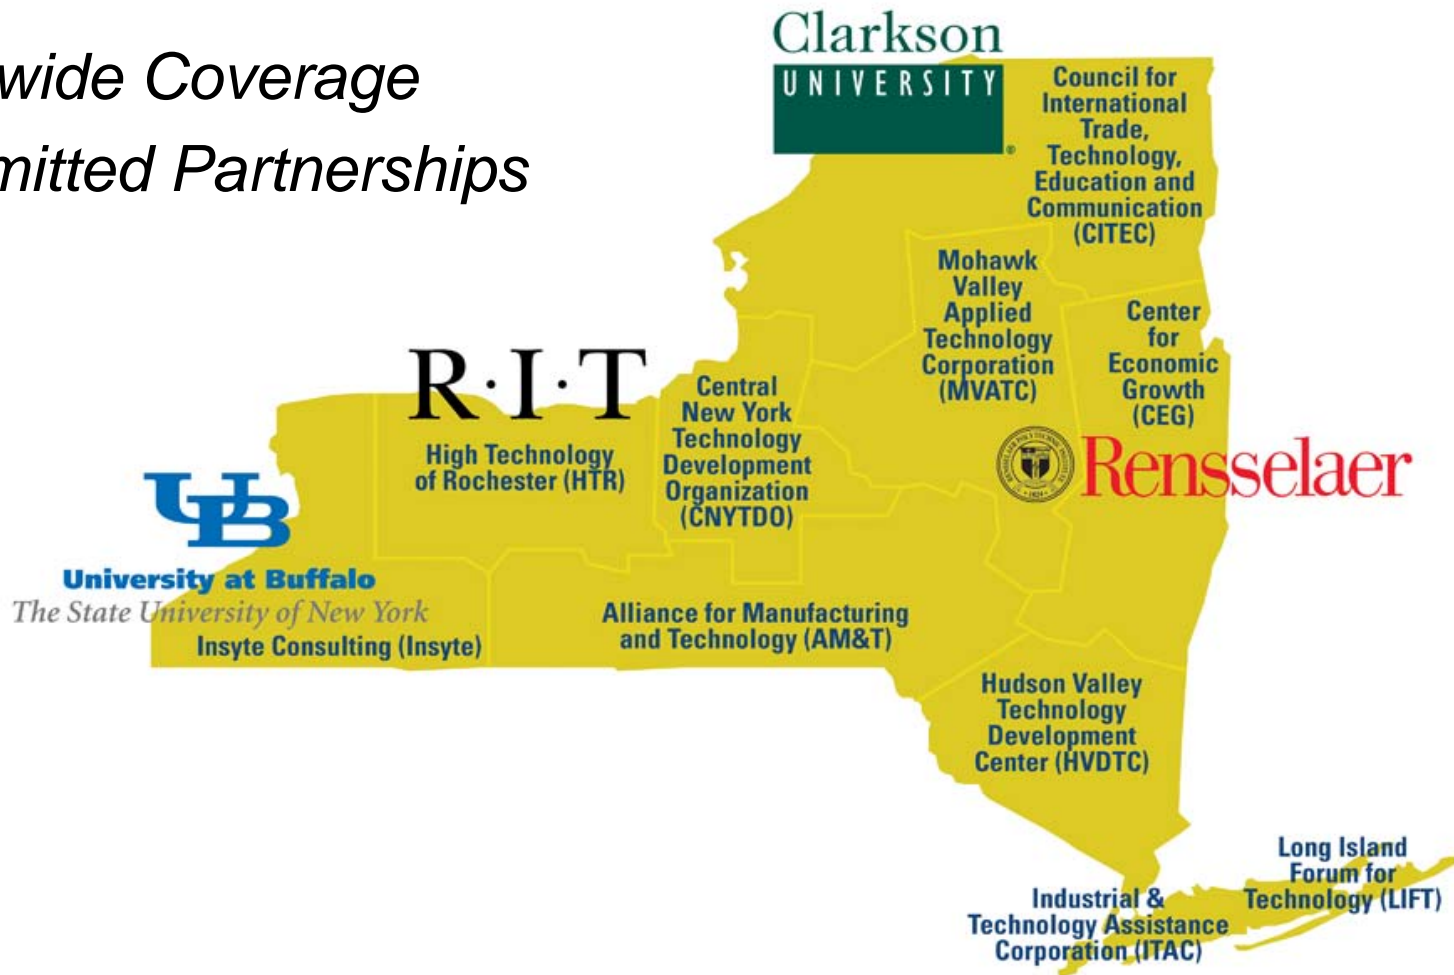 wide Coverage
mitted Partnerships
Clarkson
UNIVERSITY
®
Council for
International
Trade,
Technology,
Education and
Communication
(CITEC)
Mohawk
Valley
Applied
Technology
Corporation
(MVATC)
Center
for
Economic
Growth
(CEG)
R·I·T
High Technology
of Rochester (HTR)
Central
New York
Technology
Development
Organization
(CNYTDO)
Rensselaer
UB
University at Buffalo
The State University of New York
Insyte Consulting (Insyte)
Alliance for Manufacturing
and Technology (AM&T)
Hudson Valley
Technology
Development
Center (HVDTC)
Long Island
Forum for
Technology (LIFT)
Industrial &
Technology Assistance
Corporation (ITAC)